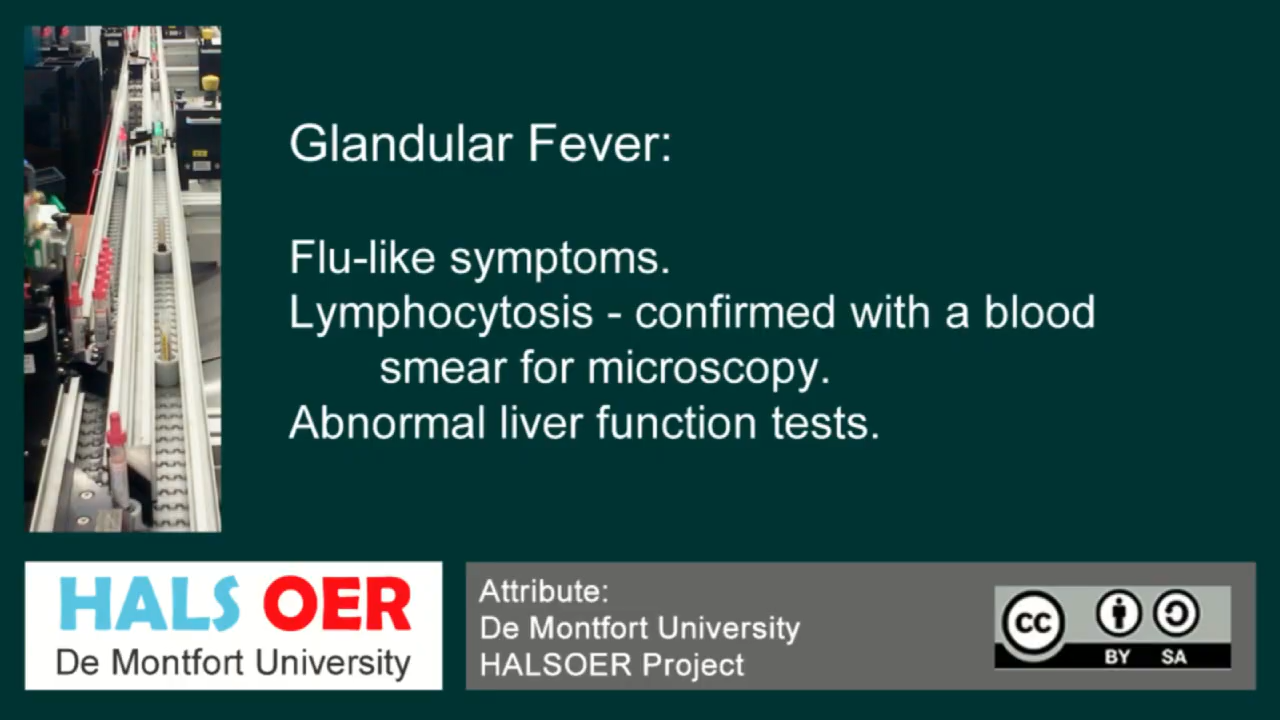 Glandular Fever:
Flu-like symptoms.
Lymphocytosis - confirmed with a blood
smear for microscopy.
Abnormal liver function tests.
HALS OER
De Montfort University
Attribute:
De Montfort University
HALSOER Project
cc
BY SA